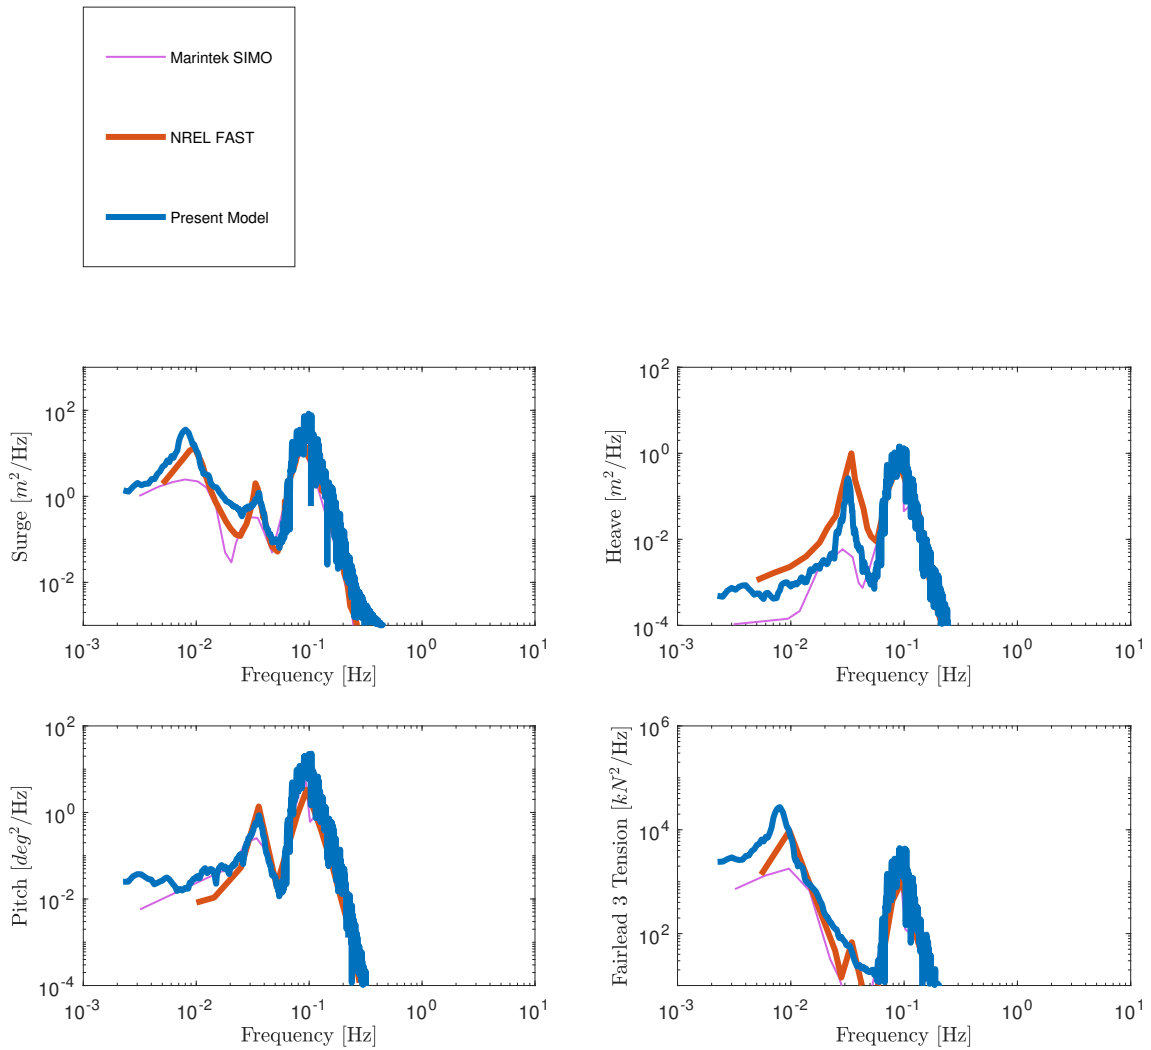 Marintek SIMO
NREL FAST
Present Model
Surge [m²/Hz]
10²
10⁰
10⁻²
10⁻³ 10⁻² 10⁻¹ 10⁰ 10¹
Frequency [Hz]
Heave [m²/Hz]
10²
10⁰
10⁻²
10⁻⁴
10⁻³ 10⁻² 10⁻¹ 10⁰ 10¹
Frequency [Hz]
Pitch [deg²/Hz]
10²
10⁰
10⁻²
10⁻⁴
10⁻³ 10⁻² 10⁻¹ 10⁰ 10¹
Frequency [Hz]
Fairlead 3 Tension [kN²/Hz]
10⁶
10⁴
10²
10⁻³ 10⁻² 10⁻¹ 10⁰ 10¹
Frequency [Hz]